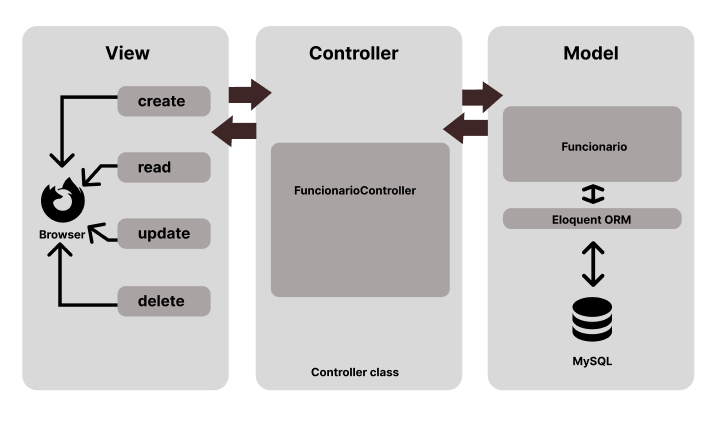 View
create
read
Browser
update
delete
Controller
FuncionarioController
Controller class
Model
Funcionario
Eloquent ORM
MySQL